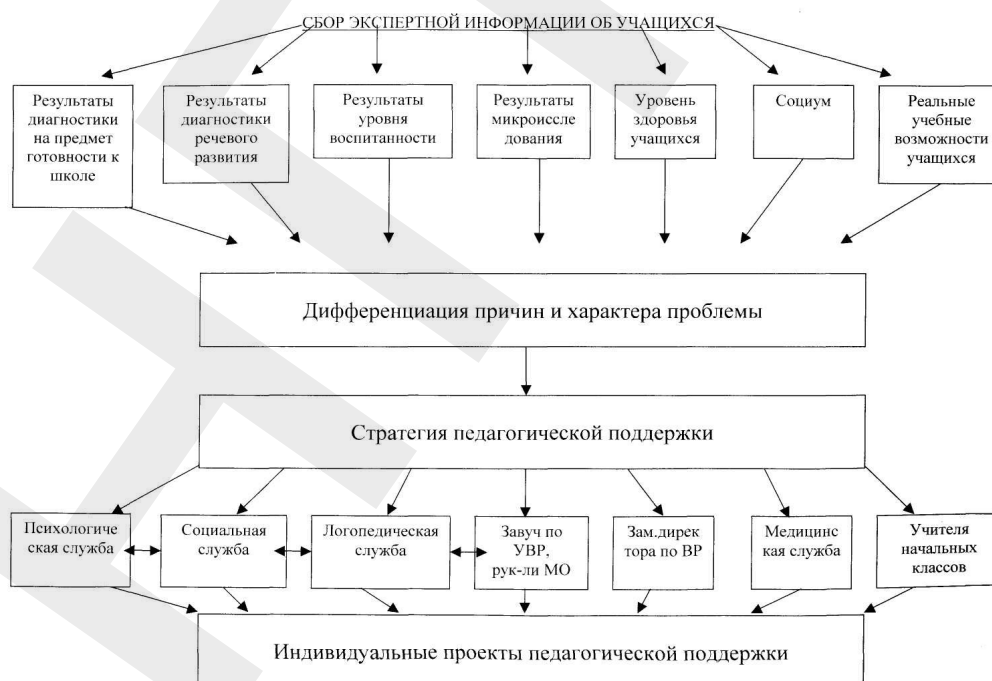 СБОР ЭКСПЕРТНОЙ ИНФОРМАЦИИ ОБ УЧАЩИХСЯ
Результаты
диагностики
на предмет
готовности к
школе
Результаты
диагностики
речевого
развития
Результаты
уровня
воспитанности
Результаты
микроиссле
дования
Уровень
здоровья
учащихся
Социум
Реальные
учебные
возможности
учащихся
Дифференциация причин и характера проблемы
Стратегия педагогической поддержки
Психологиче
ская служба
Социальная
служба
Логопедическая
служба
Завуч по
УВР,
рук-ли МО
Зам.дирек
тора по ВР
Медицинс
кая служба
Учителя
начальных
классов
Индивидуальные проекты педагогической поддержки